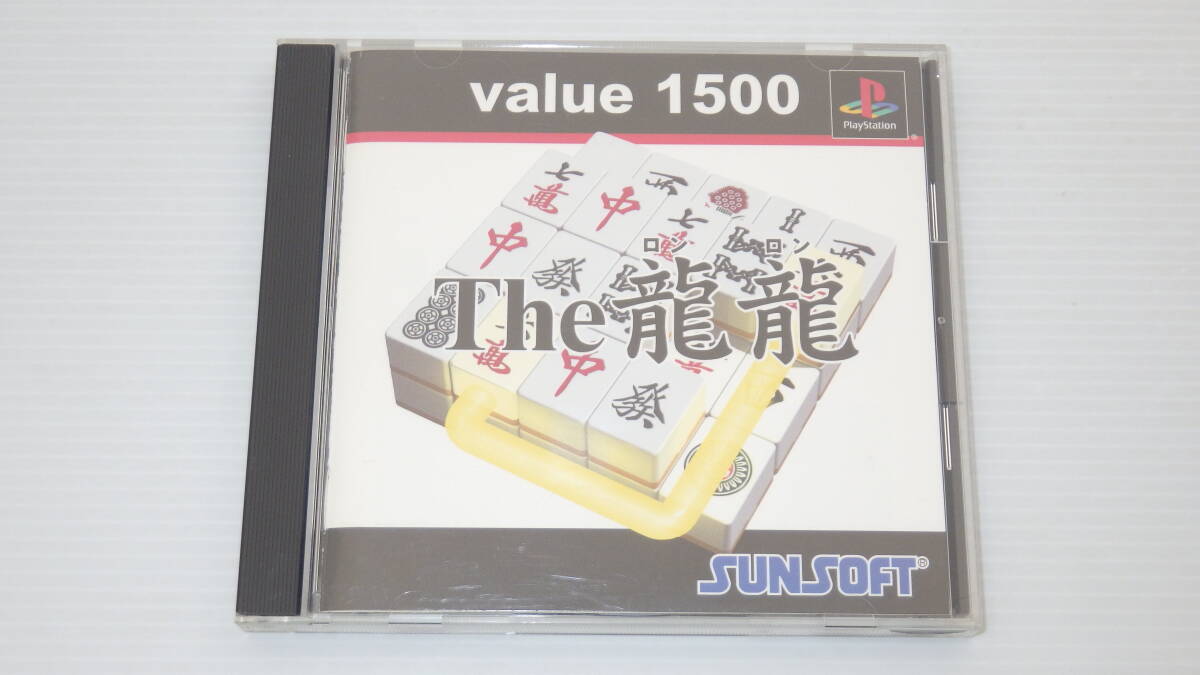 value 1500
PlayStation
ロン ロン
The龍龍
SUNSOFT®